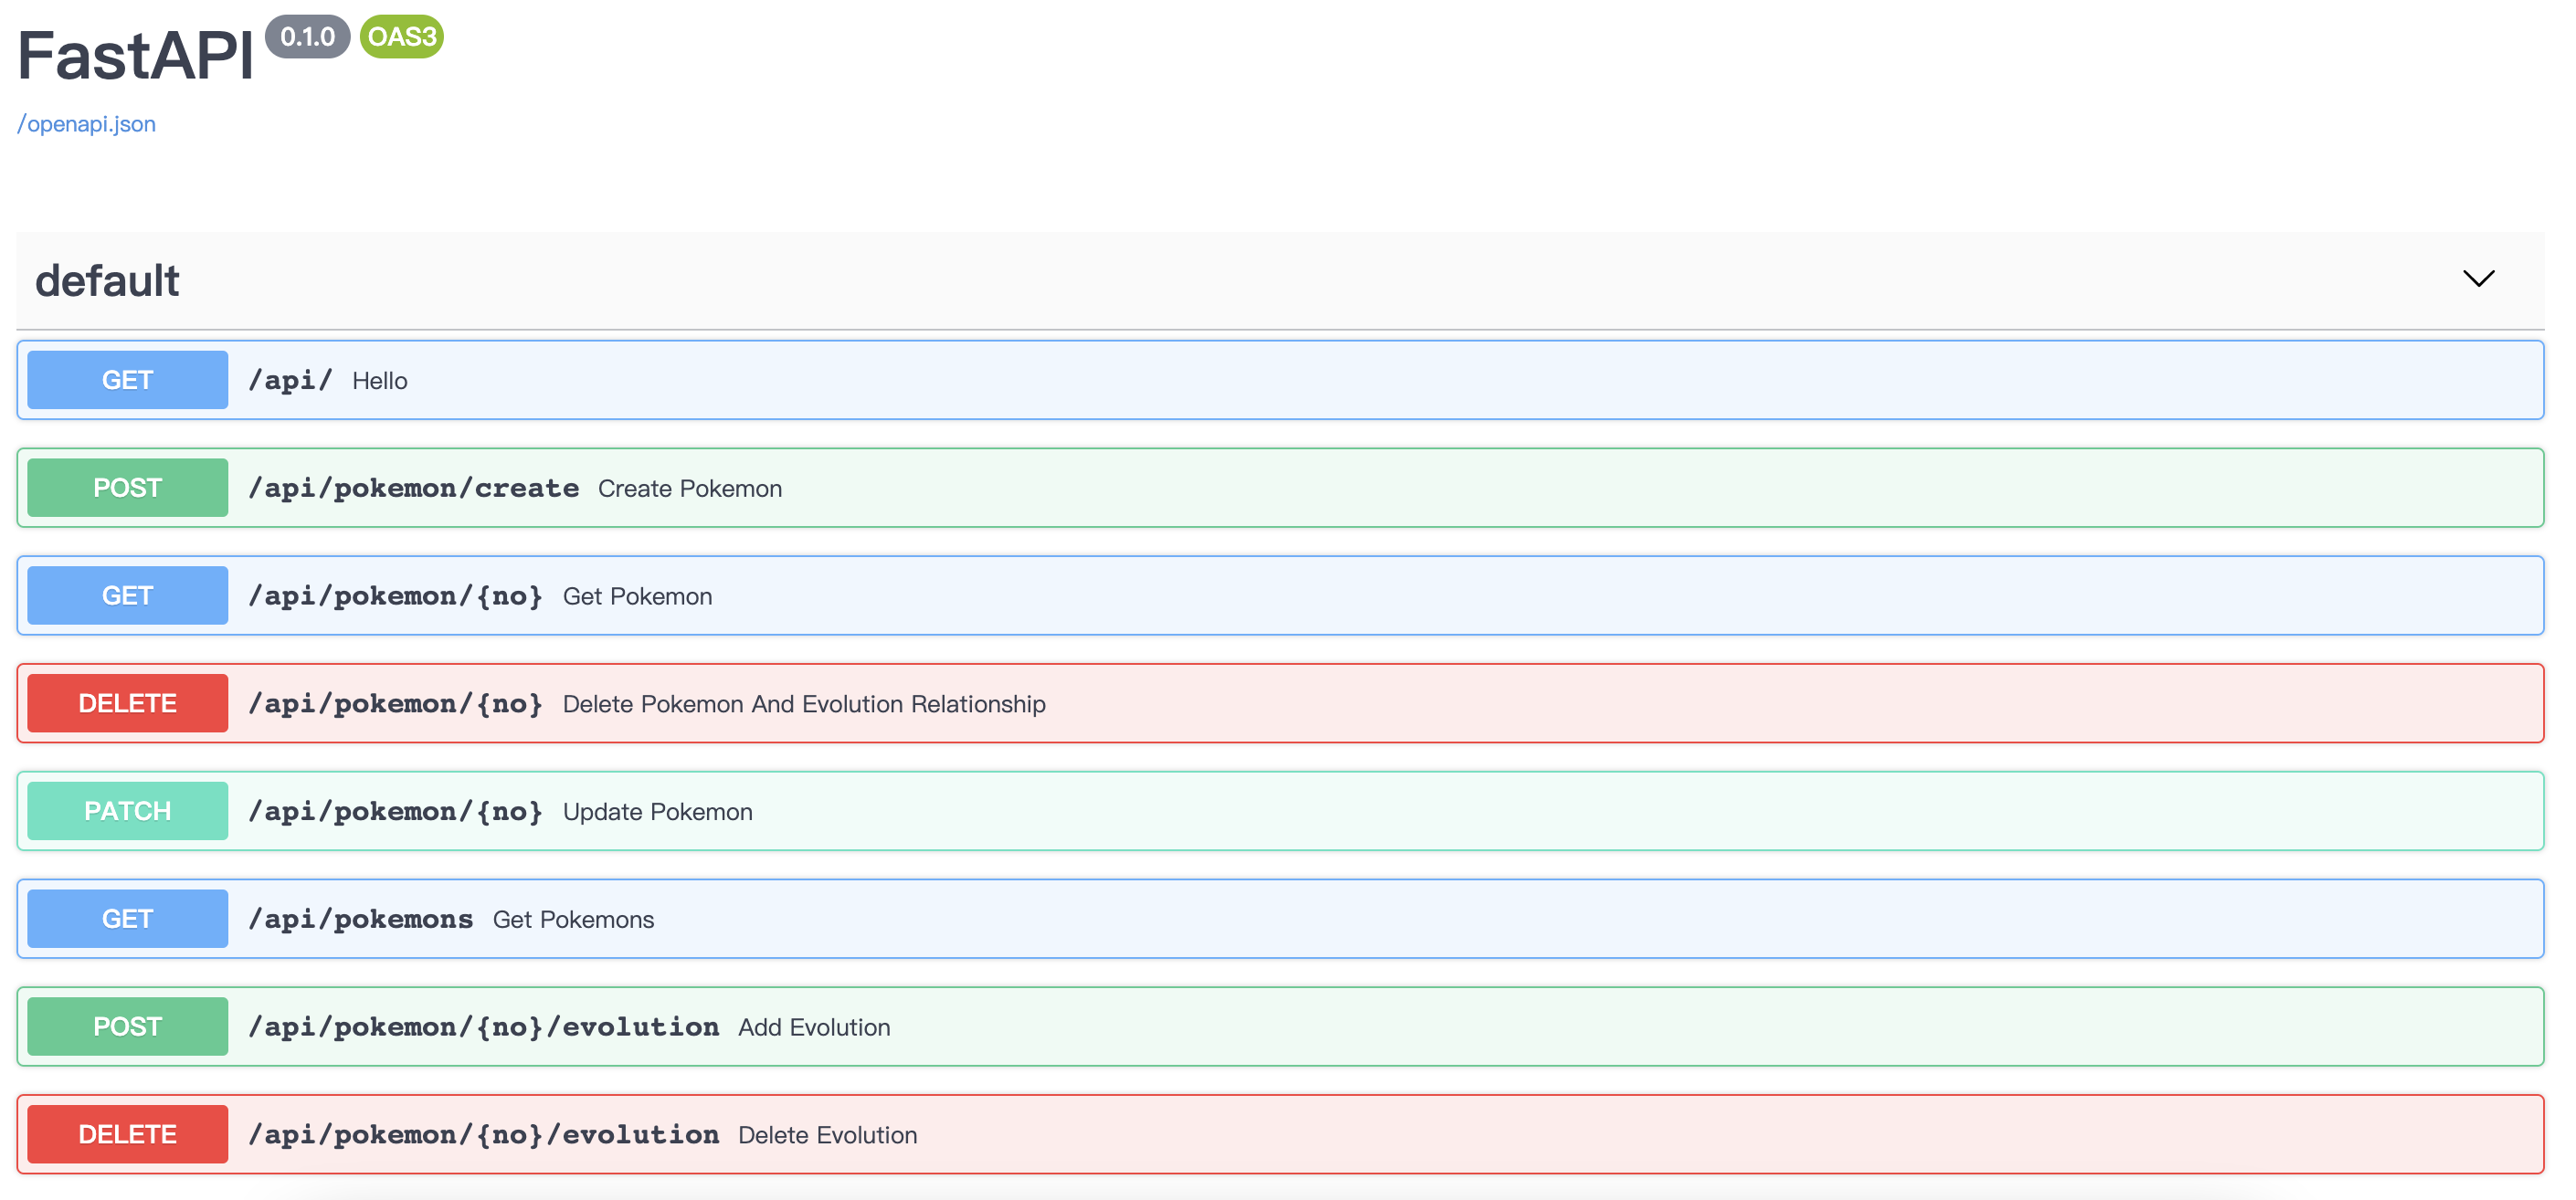 FastAPI 0.1.0 OAS3
/openapi.json
default
GET /api/ Hello
POST /api/pokemon/create Create Pokemon
GET /api/pokemon/{no} Get Pokemon
DELETE /api/pokemon/{no} Delete Pokemon And Evolution Relationship
PATCH /api/pokemon/{no} Update Pokemon
GET /api/pokemons Get Pokemons
POST /api/pokemon/{no}/evolution Add Evolution
DELETE /api/pokemon/{no}/evolution Delete Evolution